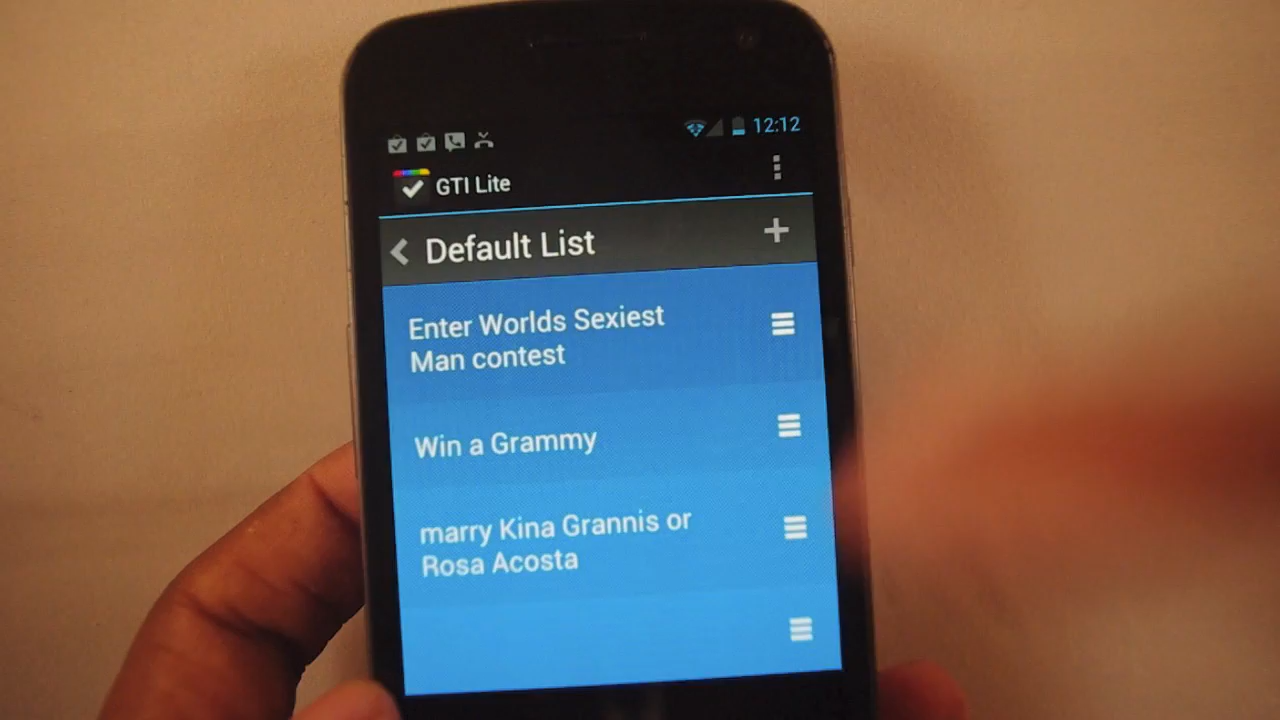 12:12
GTI Lite
Default List
Enter Worlds Sexiest
Man contest
Win a Grammy
marry Kina Grannis or
Rosa Acosta